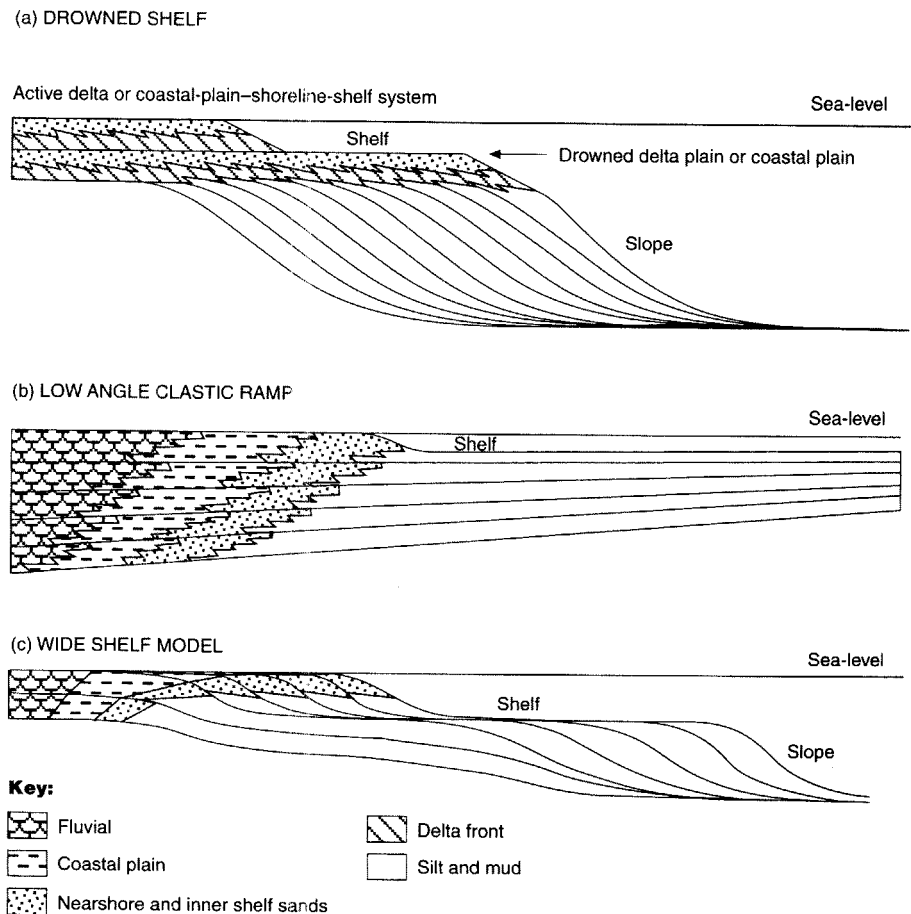 (a) DROWNED SHELF
Active delta or coastal-plain–shoreline-shelf system
Sea-level
Shelf
Drowned delta plain or coastal plain
Slope
(b) LOW ANGLE CLASTIC RAMP
Sea-level
Shelf
(c) WIDE SHELF MODEL
Sea-level
Shelf
Slope
Key:
Fluvial
Delta front
Coastal plain
Silt and mud
Nearshore and inner shelf sands